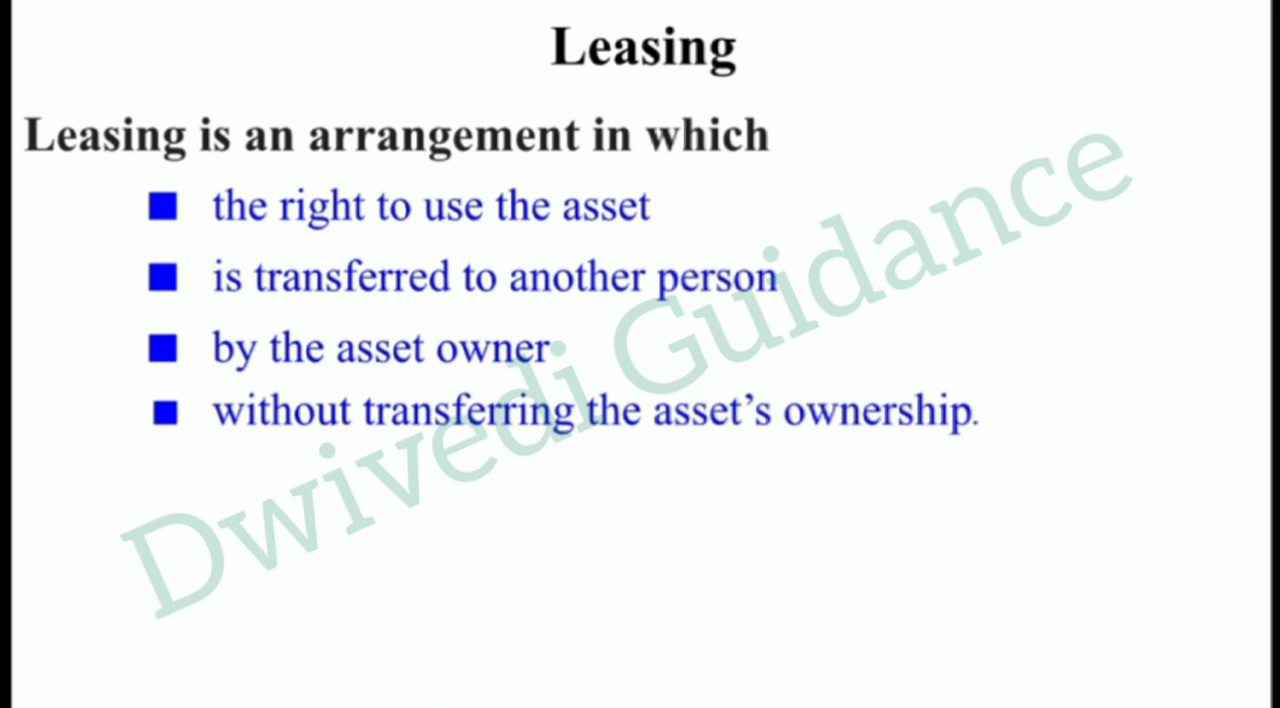 Leasing
Leasing is an arrangement in which
■ the right to use the asset
■ is transferred to another person
■ by the asset owner
■ without transferring the asset’s ownership.
Dwivedi Guidance